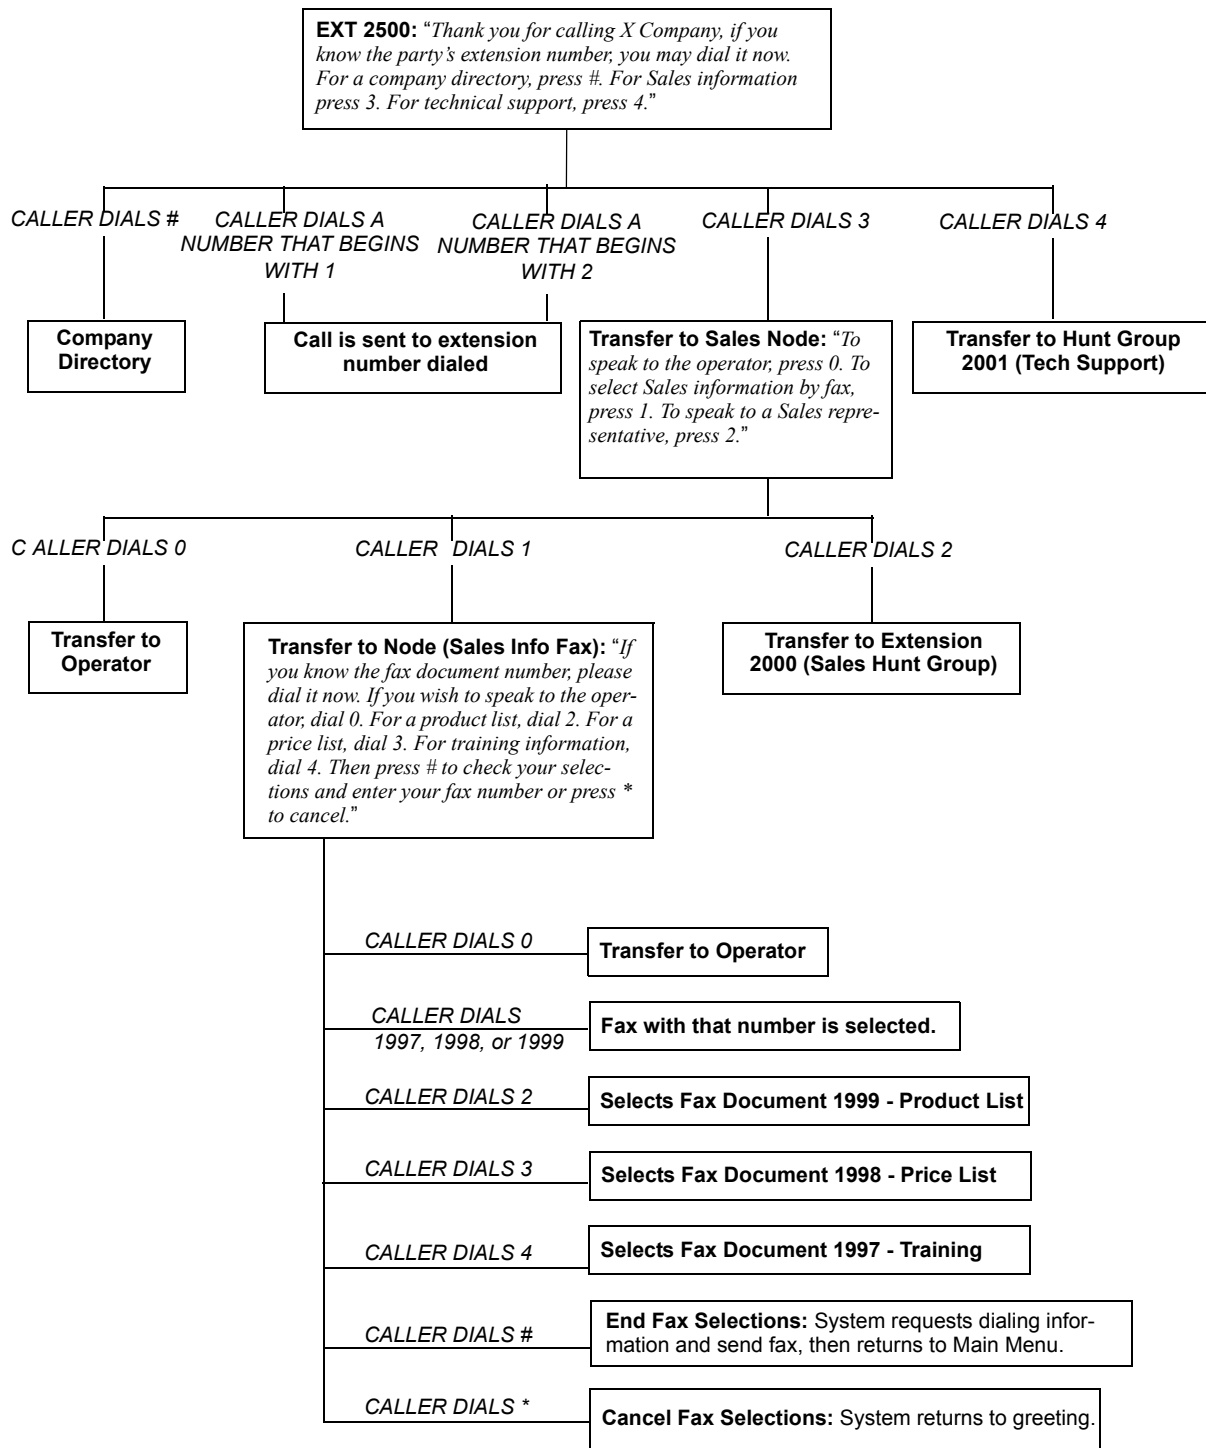 EXT 2500: “Thank you for calling X Company, if you
know the party’s extension number, you may dial it now.
For a company directory, press #. For Sales information
press 3. For technical support, press 4.”
CALLER DIALS #
CALLER DIALS A
NUMBER THAT BEGINS
WITH 1
CALLER DIALS A
NUMBER THAT BEGINS
WITH 2
CALLER DIALS 3
CALLER DIALS 4
Company
Directory
Call is sent to extension
number dialed
Transfer to Sales Node: “To
speak to the operator, press 0. To
select Sales information by fax,
press 1. To speak to a Sales repre-
sentative, press 2.”
Transfer to Hunt Group
2001 (Tech Support)
C ALLER DIALS 0
CALLER DIALS 1
CALLER DIALS 2
Transfer to
Operator
Transfer to Node (Sales Info Fax): “If
you know the fax document number, please
dial it now. If you wish to speak to the oper-
ator, dial 0. For a product list, dial 2. For a
price list, dial 3. For training information,
dial 4. Then press # to check your selec-
tions and enter your fax number or press *
to cancel.”
Transfer to Extension
2000 (Sales Hunt Group)
CALLER DIALS 0
Transfer to Operator
CALLER DIALS
1997, 1998, or 1999
Fax with that number is selected.
CALLER DIALS 2
Selects Fax Document 1999 - Product List
CALLER DIALS 3
Selects Fax Document 1998 - Price List
CALLER DIALS 4
Selects Fax Document 1997 - Training
CALLER DIALS #
End Fax Selections: System requests dialing infor-
mation and send fax, then returns to Main Menu.
CALLER DIALS *
Cancel Fax Selections: System returns to greeting.